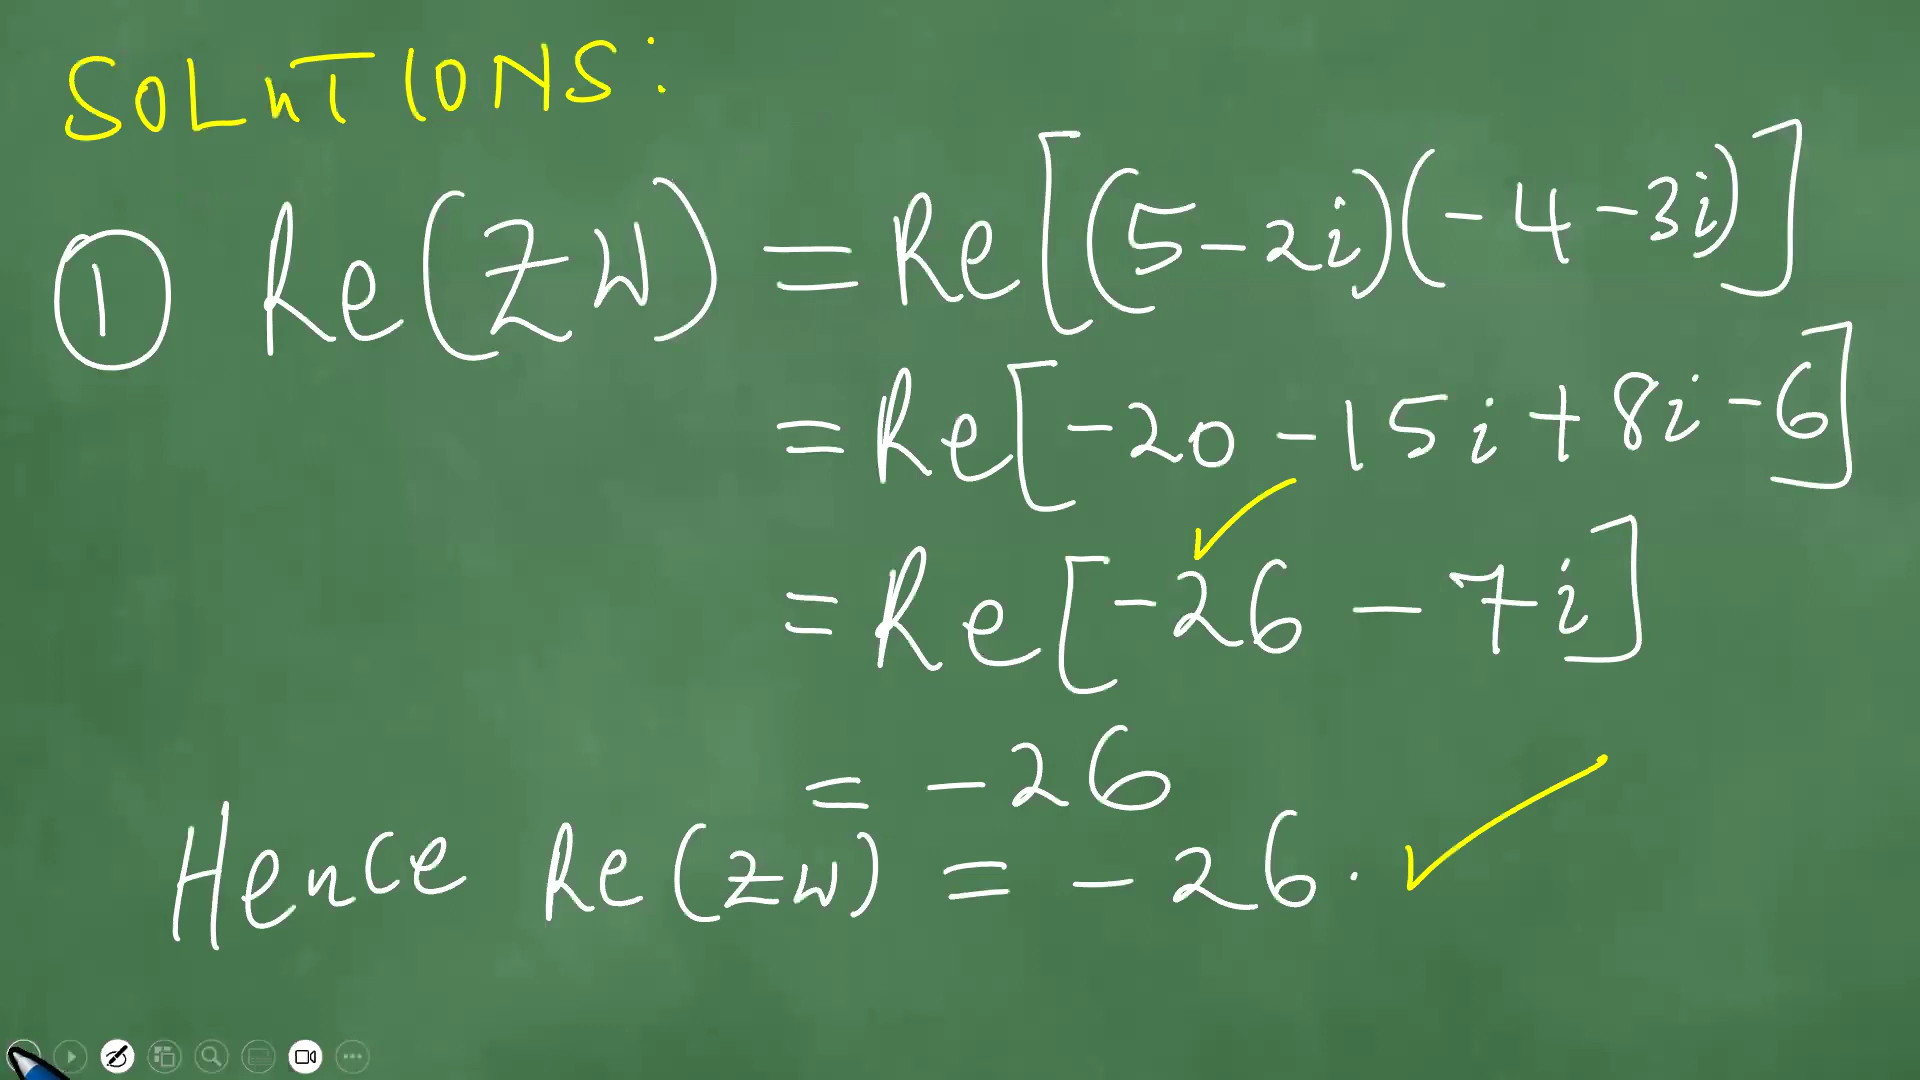 SOLUTIONS:
① Re(ZW) = Re[(5-2i)(-4-3i)]
= Re[-20-15i+8i-6]
= Re[-26-7i]
= -26
Hence Re(ZW) = -26.